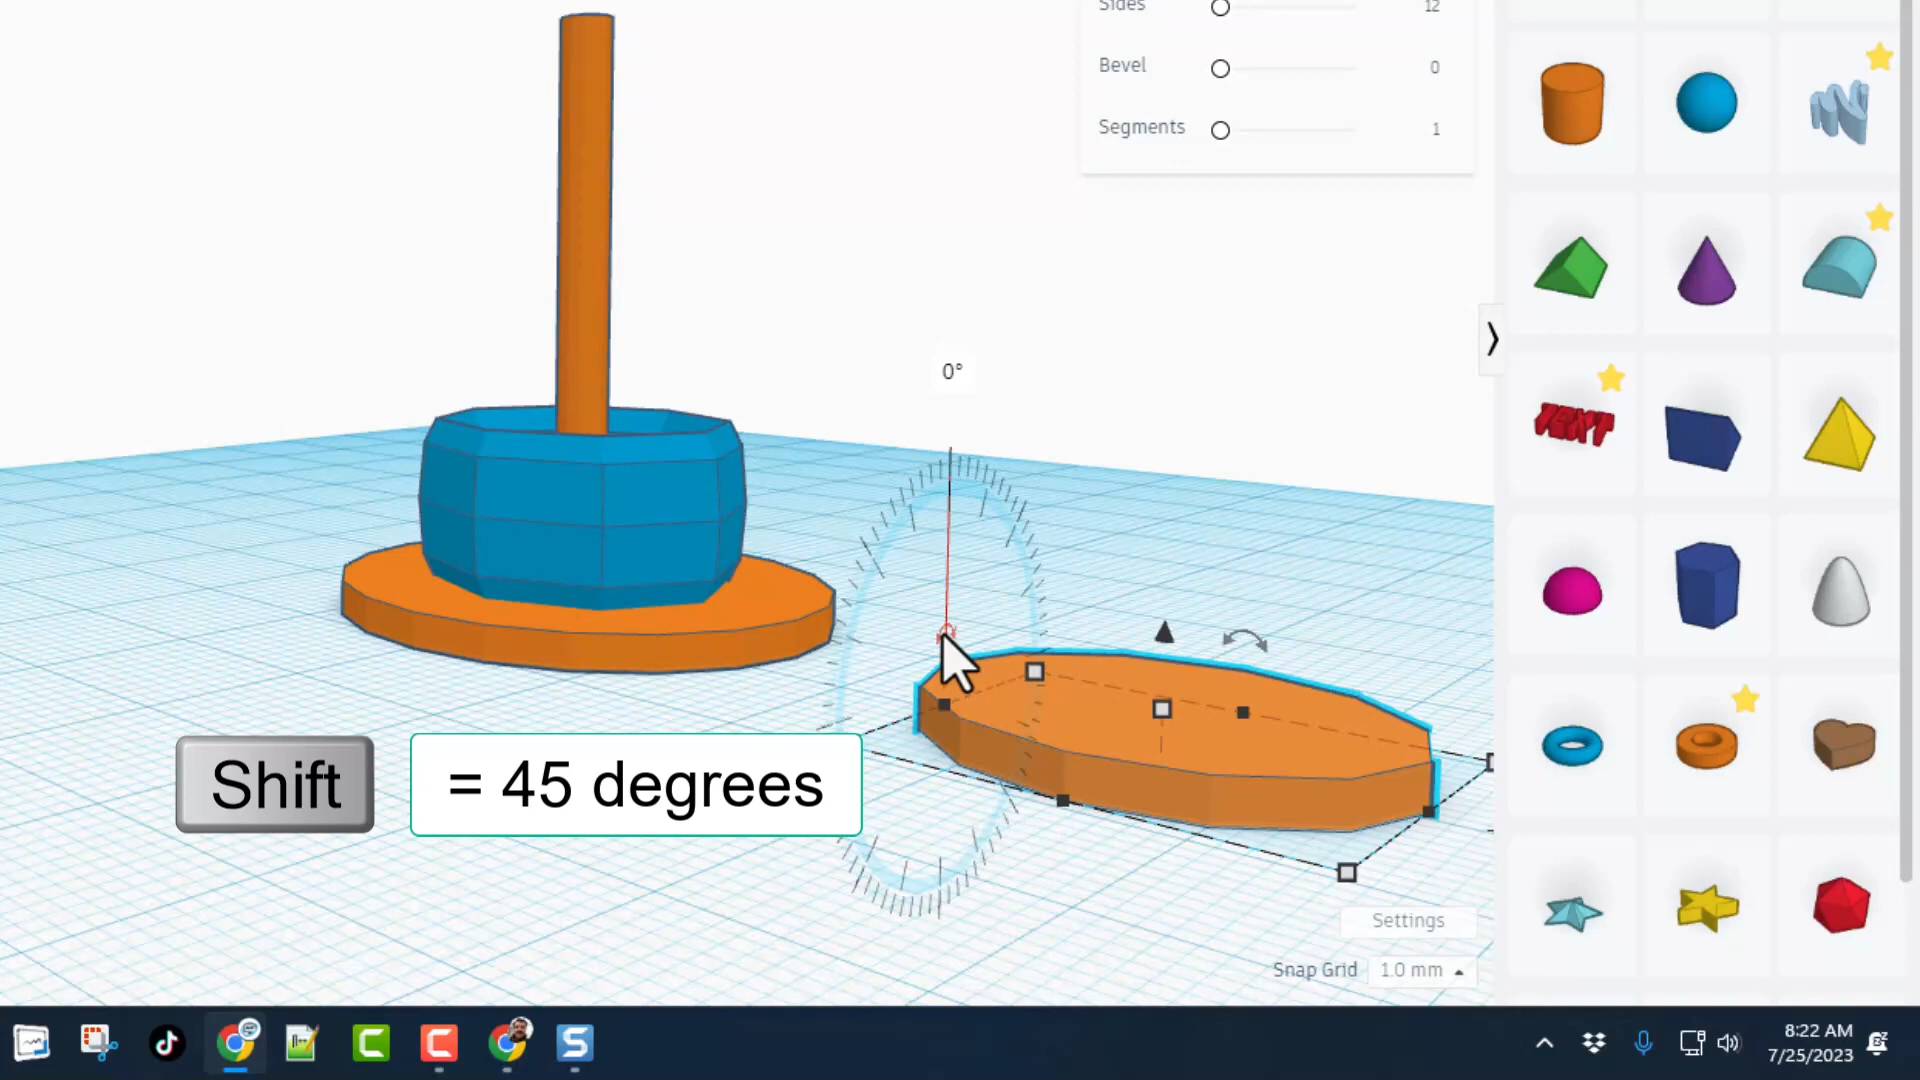 Sides 12
Bevel 0
Segments 1
0°
TEXT
Shift = 45 degrees
Settings
Snap Grid 1.0 mm
8:22 AM
7/25/2023